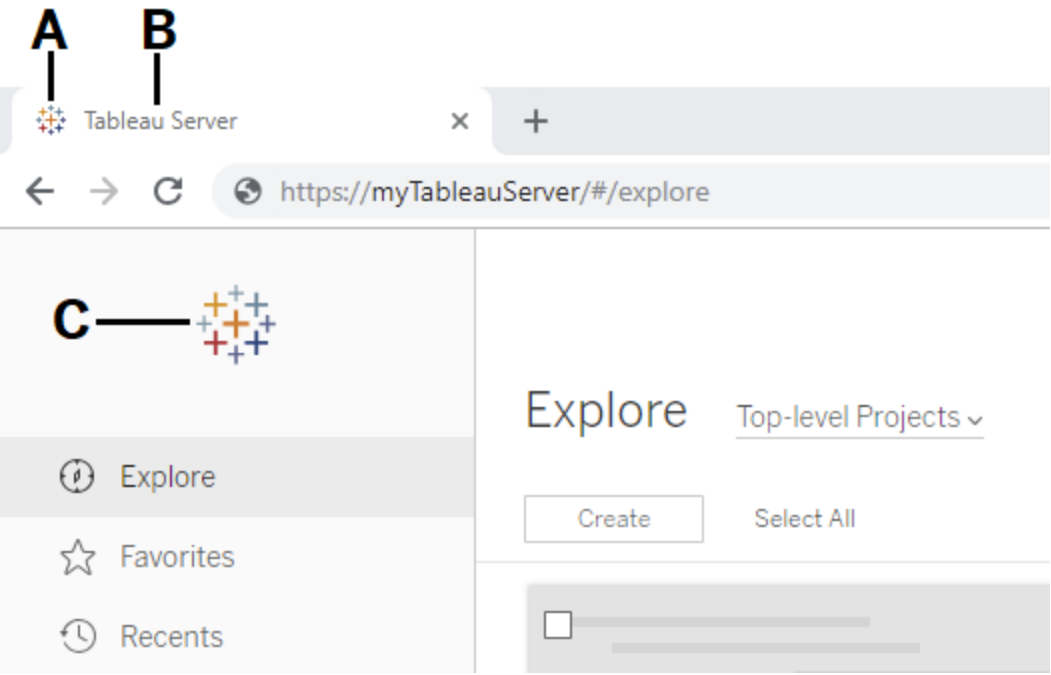 A B
Tableau Server
https://myTableauServer/#/explore
C
Explore Top-level Projects
Create Select All
Explore
Favorites
Recents